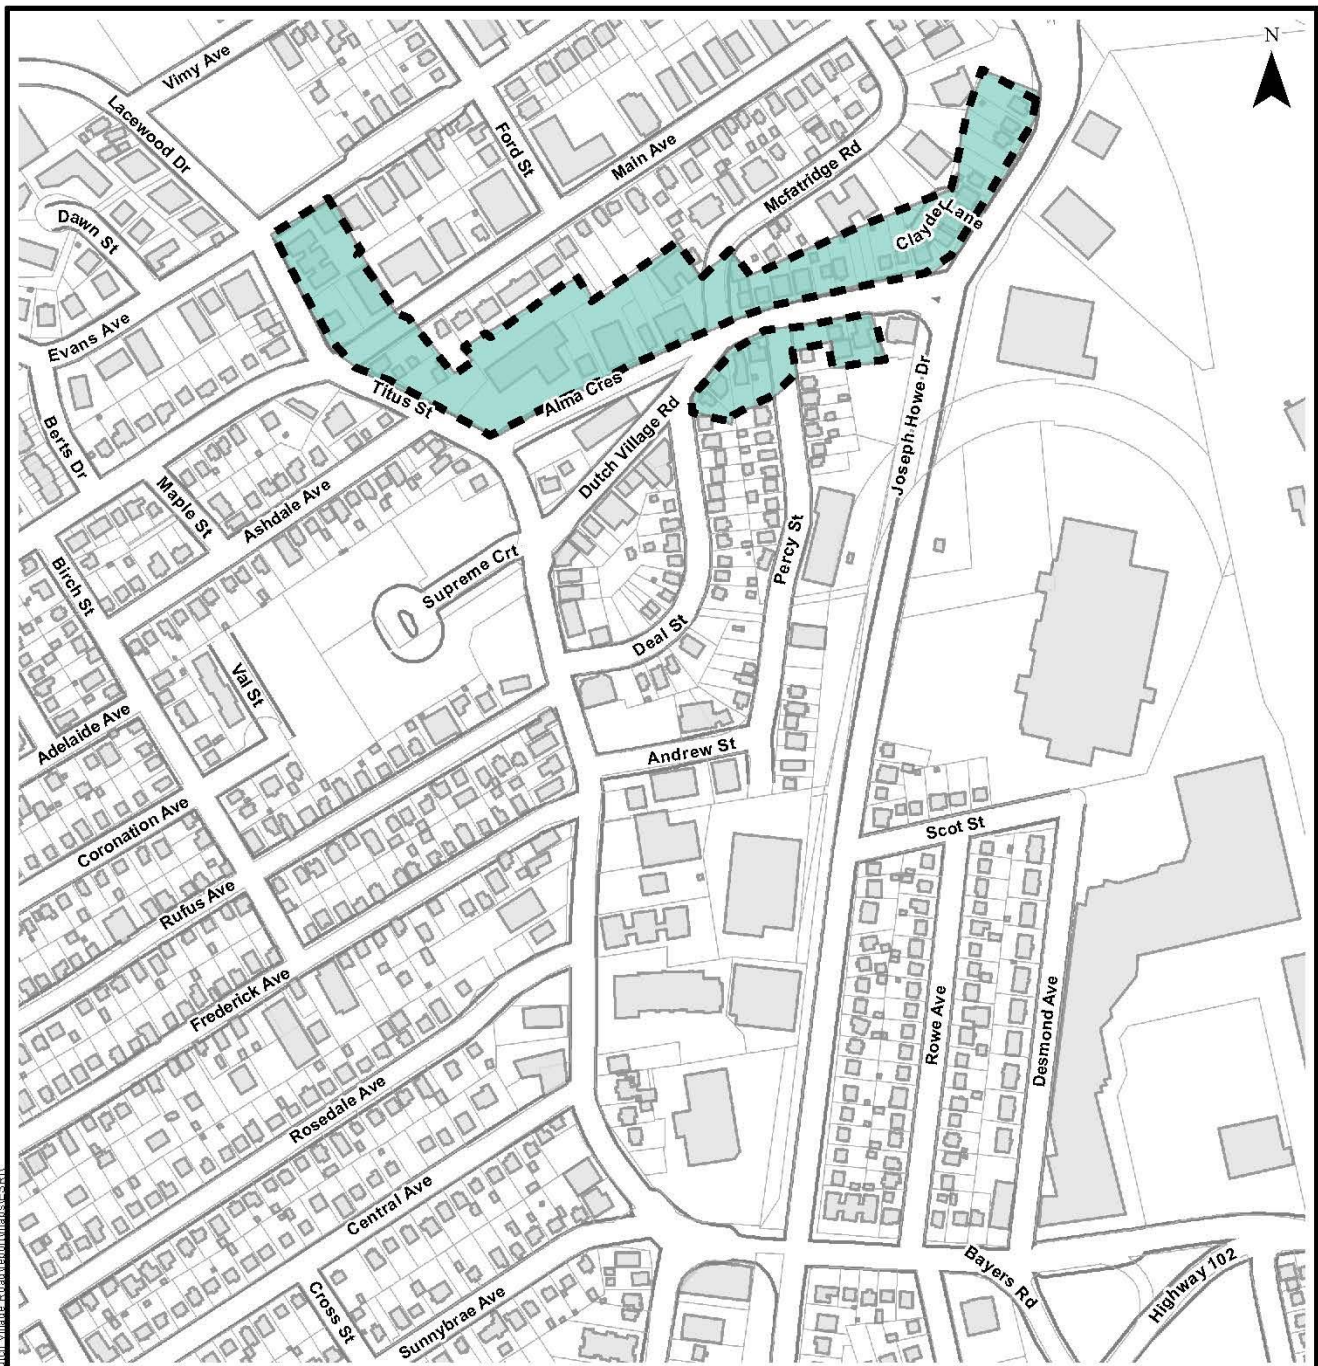 N
Vimy Ave
Lacewood Dr
Ford St
Main Ave
Mcfatridge Rd
Dawn St
Clayder
Lane
Evans Ave
Titus St
Alma Cres
Dutch Village Rd
Joseph Howe Dr
Berts Dr
Maple St
Ashdale Ave
Percy St
Birch St
Supreme Crt
Deal St
Val St
Adelaide Ave
Andrew St
Coronation Ave
Scot St
Rufus Ave
Frederick Ave
Rowe Ave
Desmond Ave
Rosedale Ave
Central Ave
Bayers Rd
Highway 102
Cross St
Sunnybrae Ave